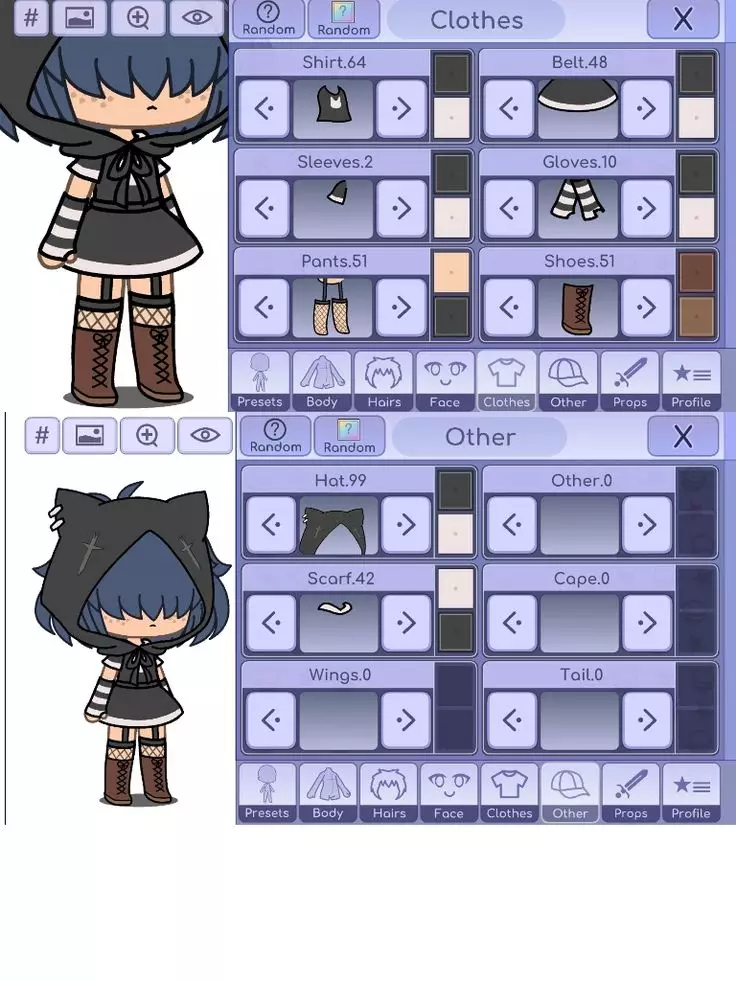 #
Random
Random
Clothes
X
Shirt.64
Belt.48
Sleeves.2
Gloves.10
Pants.51
Shoes.51
Presets
Body
Hairs
Face
Clothes
Other
Props
Profile
#
Random
Random
Other
X
Hat.99
Other.0
Scarf.42
Cape.0
Wings.0
Tail.0
Presets
Body
Hairs
Face
Clothes
Other
Props
Profile